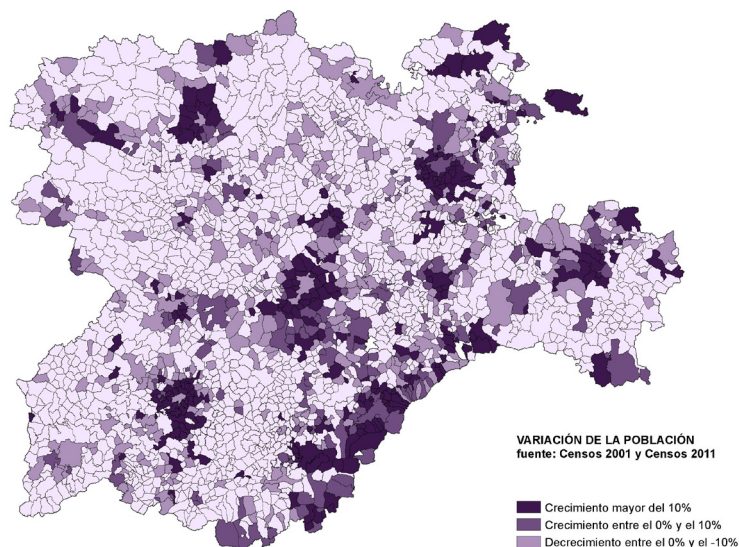 VARIACIÓN DE LA POBLACIÓN
fuente: Censos 2001 y Censos 2011
Crecimiento mayor del 10%
Crecimiento entre el 0% y el 10%
Decrecimiento entre el 0% y el -10%